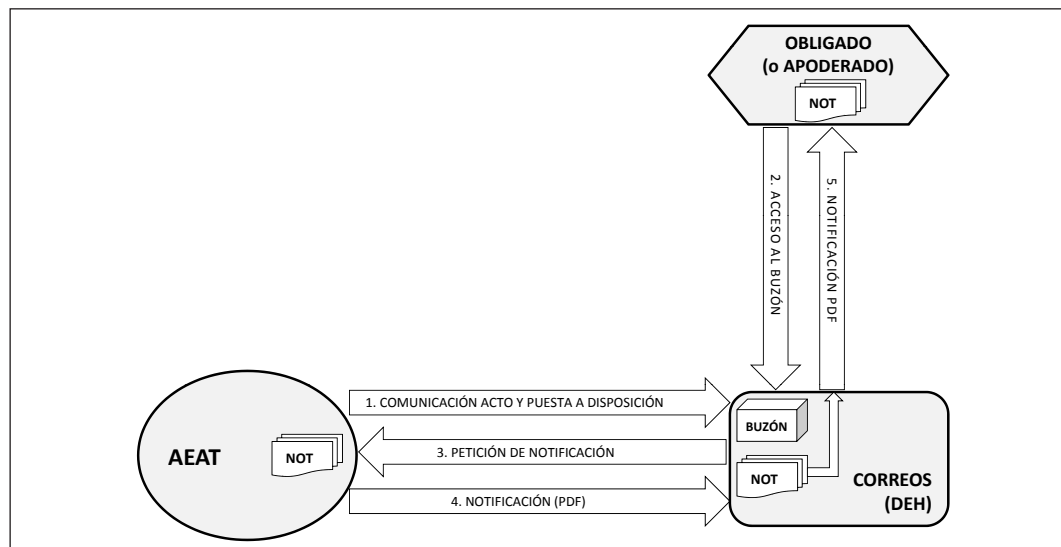 OBLIGADO
(o APODERADO)
NOT
2. ACCESO AL BUZÓN
5. NOTIFICACIÓN PDF
1. COMUNICACIÓN ACTO Y PUESTA A DISPOSICIÓN
BUZÓN
AEAT
NOT
3. PETICIÓN DE NOTIFICACIÓN
NOT
CORREOS
(DEH)
4. NOTIFICACIÓN (PDF)